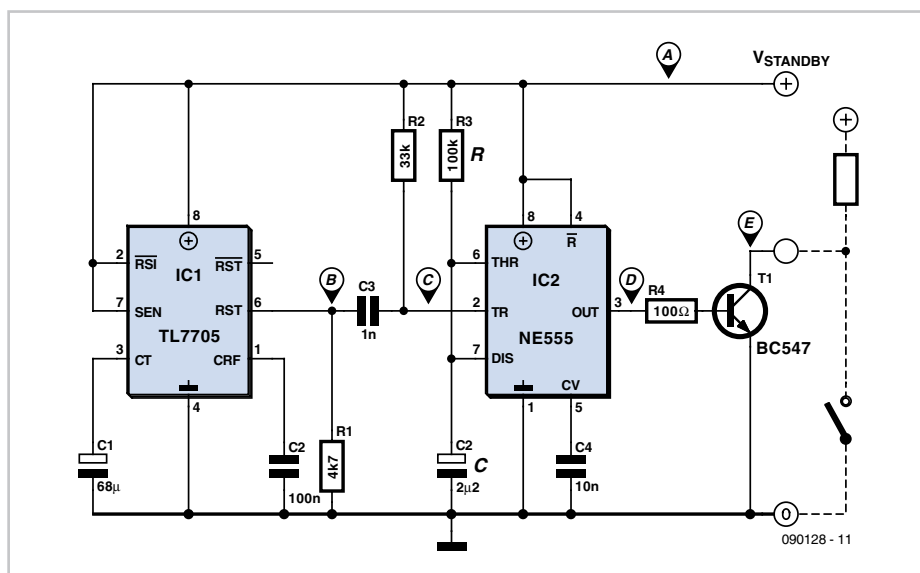 A
VSTANDBY
R2
33k
R3
100k
R
8
2
RSI
5
RST
IC1
7
SEN
RST
6
TL7705
3
CT
CRF
1
4
B
C3
1n
C
8
4
R
6
THR
IC2
2
TR
OUT
3
NE555
7
DIS
CV
1
5
D
R4
100Ω
E
T1
BC547
C1
68µ
C2
100n
R1
4k7
C2
C
2µ2
C4
10n
0
090128 - 11